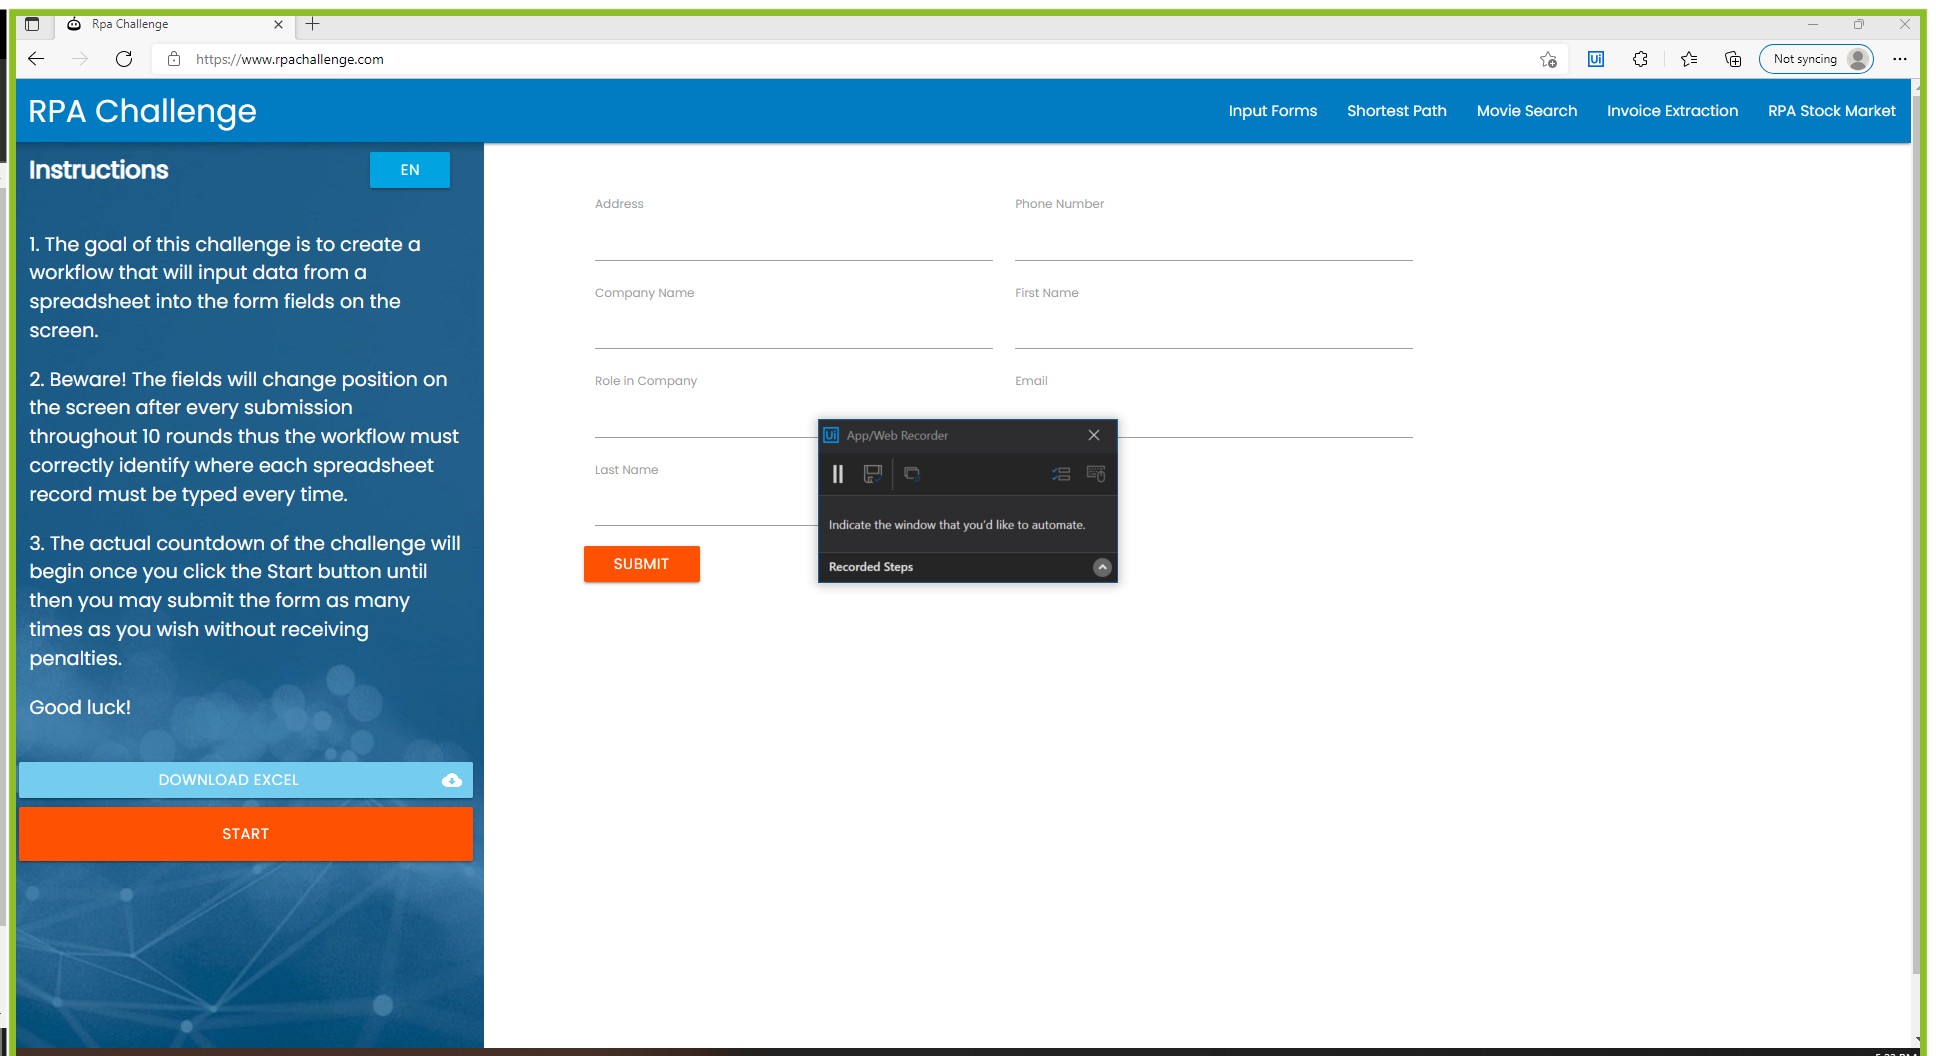 Rpa Challenge
https://www.rpachallenge.com
Ui
Not syncing
RPA Challenge
Input Forms
Shortest Path
Movie Search
Invoice Extraction
RPA Stock Market
Instructions
EN
1. The goal of this challenge is to create a
workflow that will input data from a
spreadsheet into the form fields on the
screen.
2. Beware! The fields will change position on
the screen after every submission
throughout 10 rounds thus the workflow must
correctly identify where each spreadsheet
record must be typed every time.
3. The actual countdown of the challenge will
begin once you click the Start button until
then you may submit the form as many
times as you wish without receiving
penalties.
Good luck!
DOWNLOAD EXCEL
START
Address
Phone Number
Company Name
First Name
Role in Company
Email
Last Name
SUBMIT
Ui App/Web Recorder
Indicate the window that you'd like to automate.
Recorded Steps